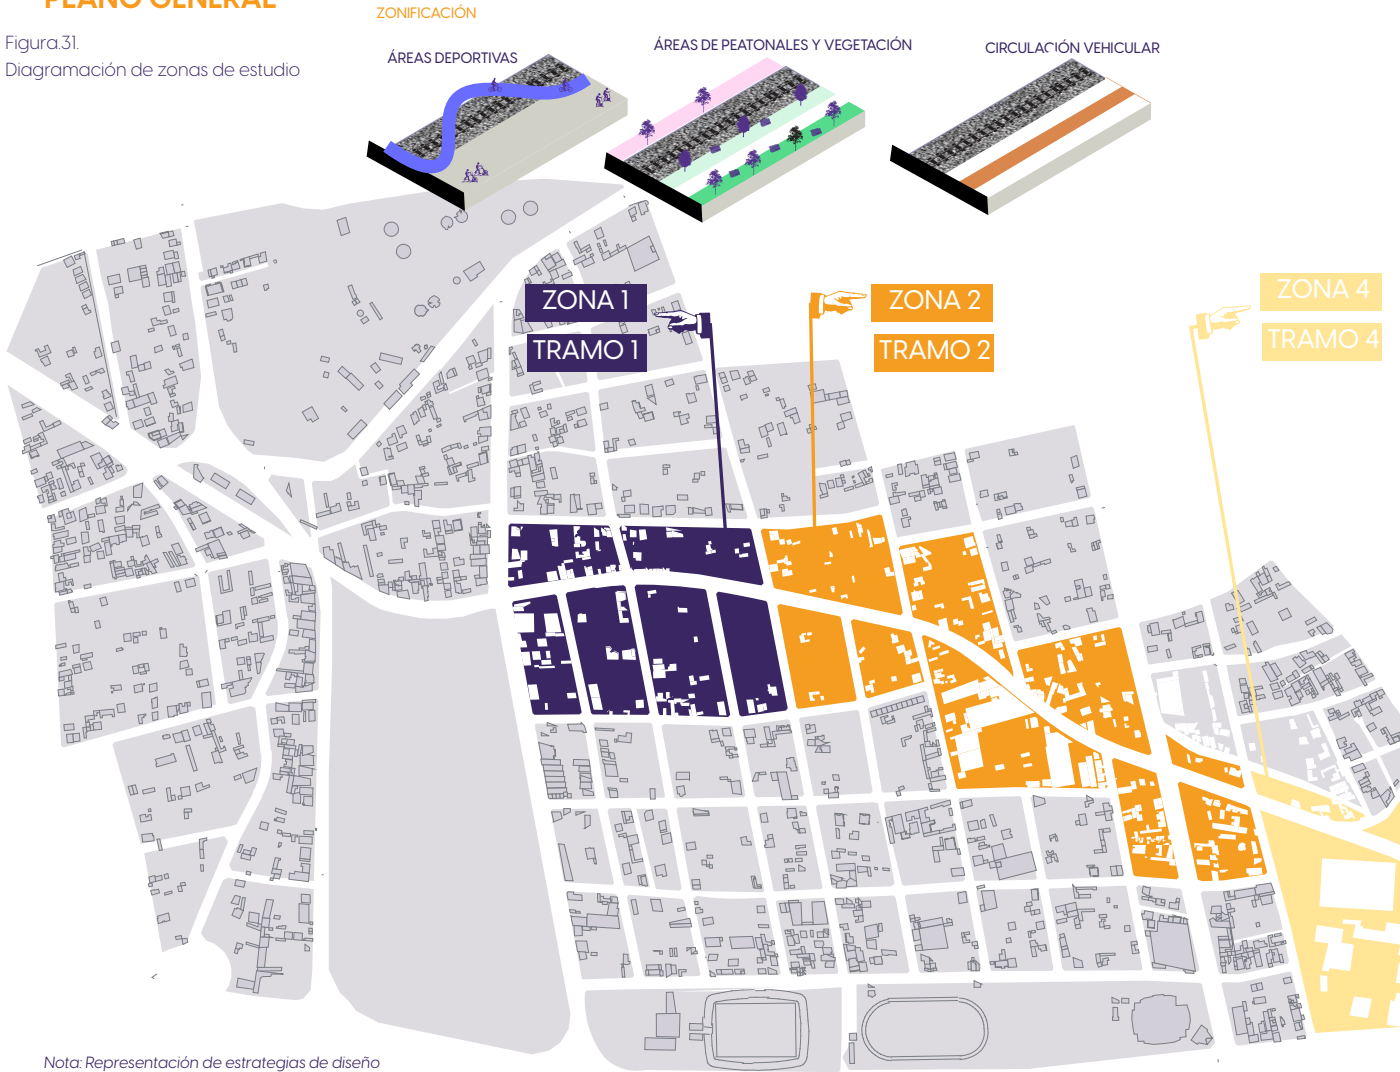 PLANO GENERAL
ZONIFICACIÓN
Figura.31.
Diagramación de zonas de estudio
ÁREAS DEPORTIVAS
ÁREAS DE PEATONALES Y VEGETACIÓN
CIRCULACIÓN VEHICULAR
ZONA 1
TRAMO 1
ZONA 2
TRAMO 2
ZONA 4
TRAMO 4
Nota: Representación de estrategias de diseño